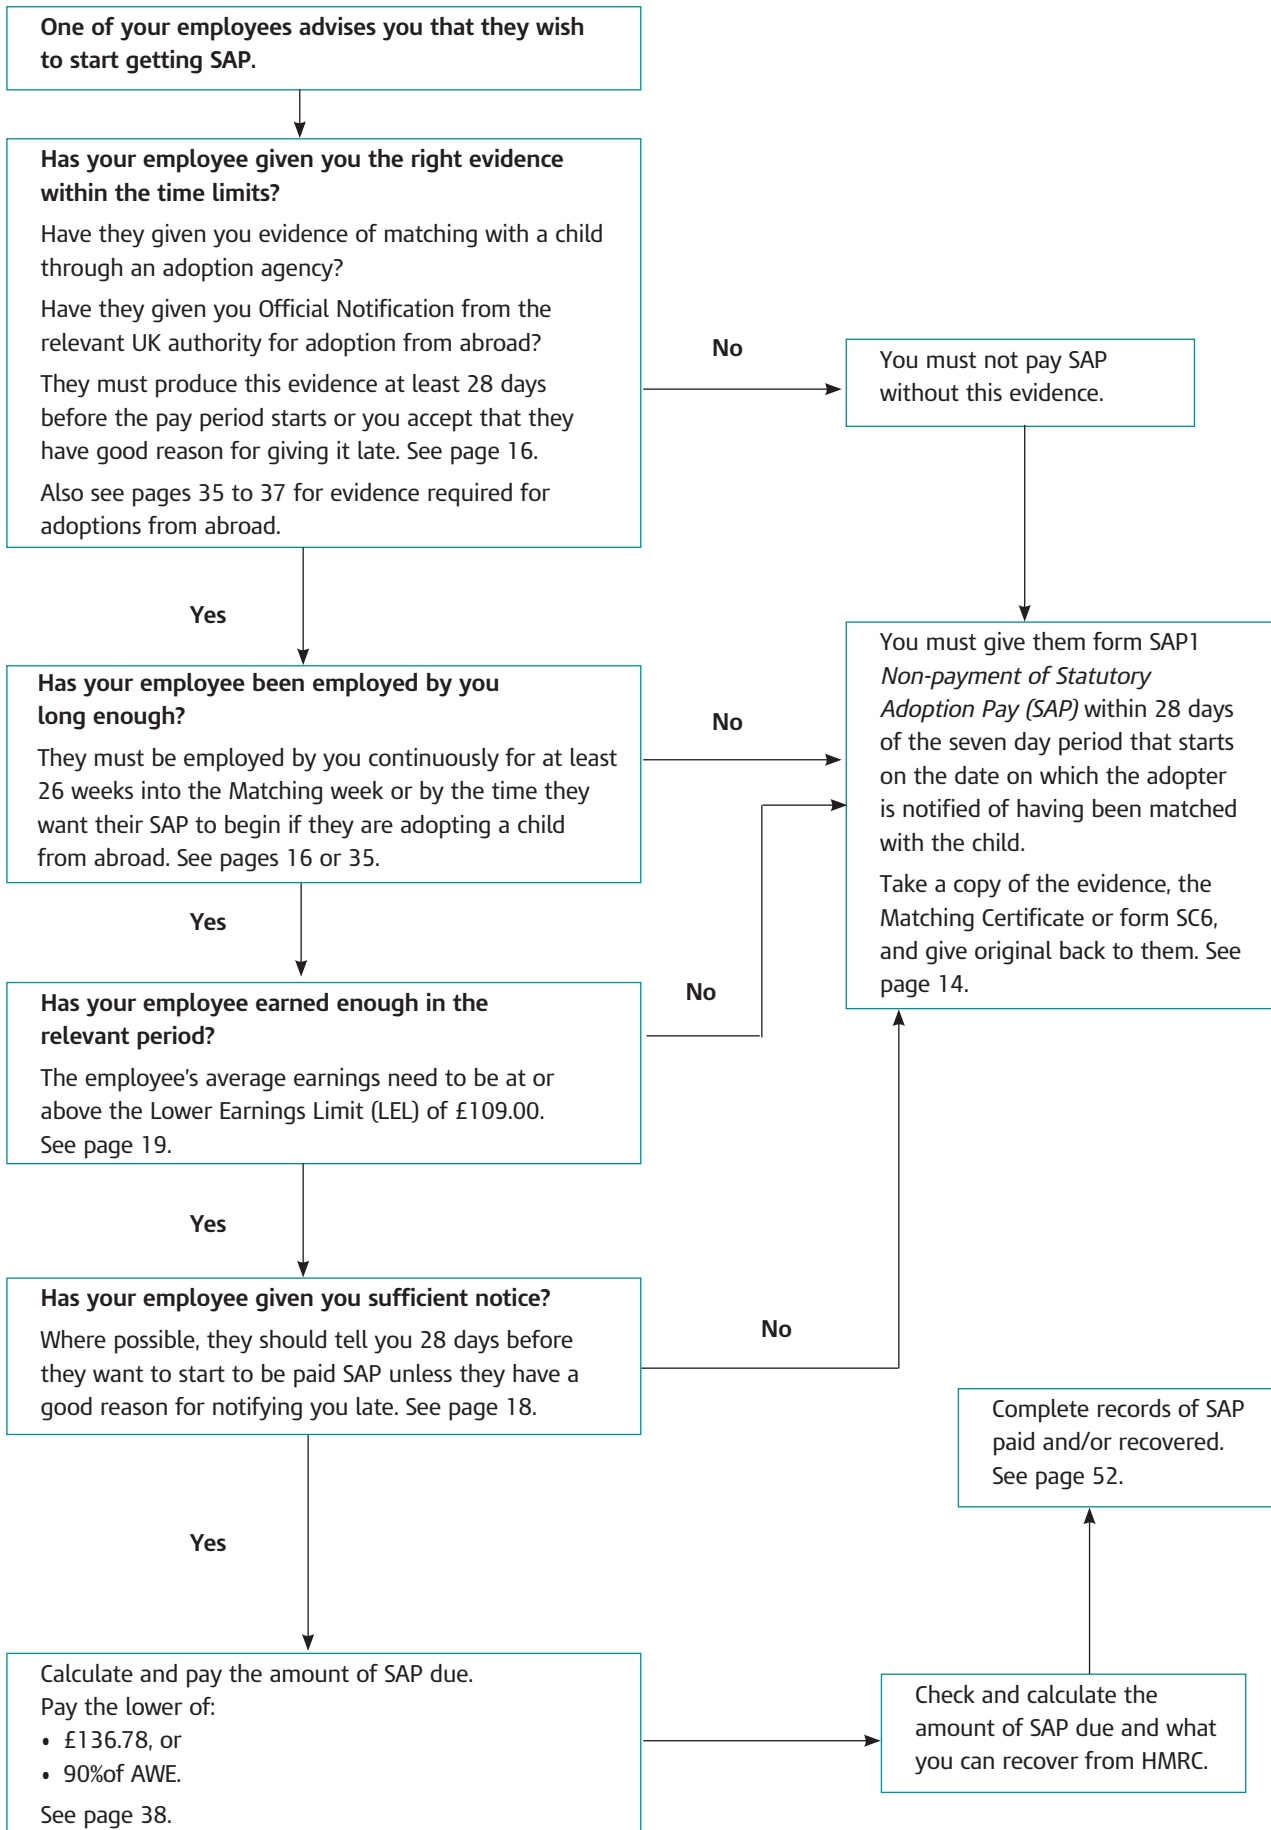 One of your employees advises you that they wish
to start getting SAP.
Has your employee given you the right evidence
within the time limits?
Have they given you evidence of matching with a child
through an adoption agency?
Have they given you Official Notification from the
relevant UK authority for adoption from abroad?
They must produce this evidence at least 28 days
before the pay period starts or you accept that they
have good reason for giving it late. See page 16.
Also see pages 35 to 37 for evidence required for
adoptions from abroad.
No
You must not pay SAP
without this evidence.
Yes
Has your employee been employed by you
long enough?
They must be employed by you continuously for at least
26 weeks into the Matching week or by the time they
want their SAP to begin if they are adopting a child
from abroad. See pages 16 or 35.
No
You must give them form SAP1
Non-payment of Statutory
Adoption Pay (SAP) within 28 days
of the seven day period that starts
on the date on which the adopter
is notified of having been matched
with the child.
Take a copy of the evidence, the
Matching Certificate or form SC6,
and give original back to them. See
page 14.
Yes
Has your employee earned enough in the
relevant period?
The employee's average earnings need to be at or
above the Lower Earnings Limit (LEL) of £109.00.
See page 19.
No
Yes
Has your employee given you sufficient notice?
Where possible, they should tell you 28 days before
they want to start to be paid SAP unless they have a
good reason for notifying you late. See page 18.
No
Yes
Calculate and pay the amount of SAP due.
Pay the lower of:
• £136.78, or
• 90%of AWE.
See page 38.
Check and calculate the
amount of SAP due and what
you can recover from HMRC.
Complete records of SAP
paid and/or recovered.
See page 52.